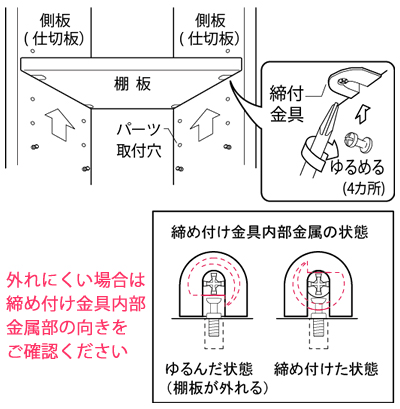 側板
(仕切板)
側板
(仕切板)
棚 板
パーツ
取付穴
締付
金具
ゆるめる
(4カ所)
外れにくい場合は
締め付け金具内部
金属部の向きを
ご確認ください
締め付け金具内部金属の状態
ゆるんだ状態
(棚板が外れる)
締め付けた状態